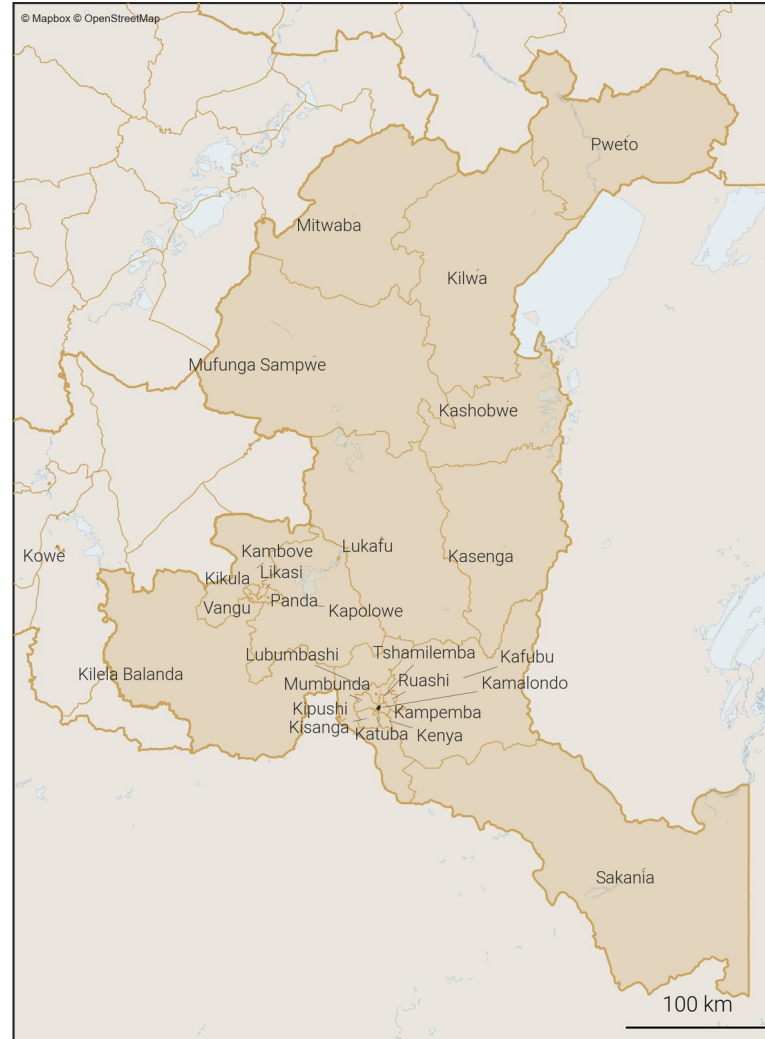 © Mapbox © OpenStreetMap
Pweto
Mitwaba
Kilwa
Mufunga Sampwe
Kashobwe
Kambove
Lukafu
Kowe
Likasi
Kasenga
Kikula
Vangu
Panda
Kapolowe
Lubumbashi
Tshamilemba
Kafubu
Kilela Balanda
Mumbunda
Ruashi
Kamalondo
Kipushi
Kampemba
Kisanga
Katuba
Kenya
Sakania
100 km